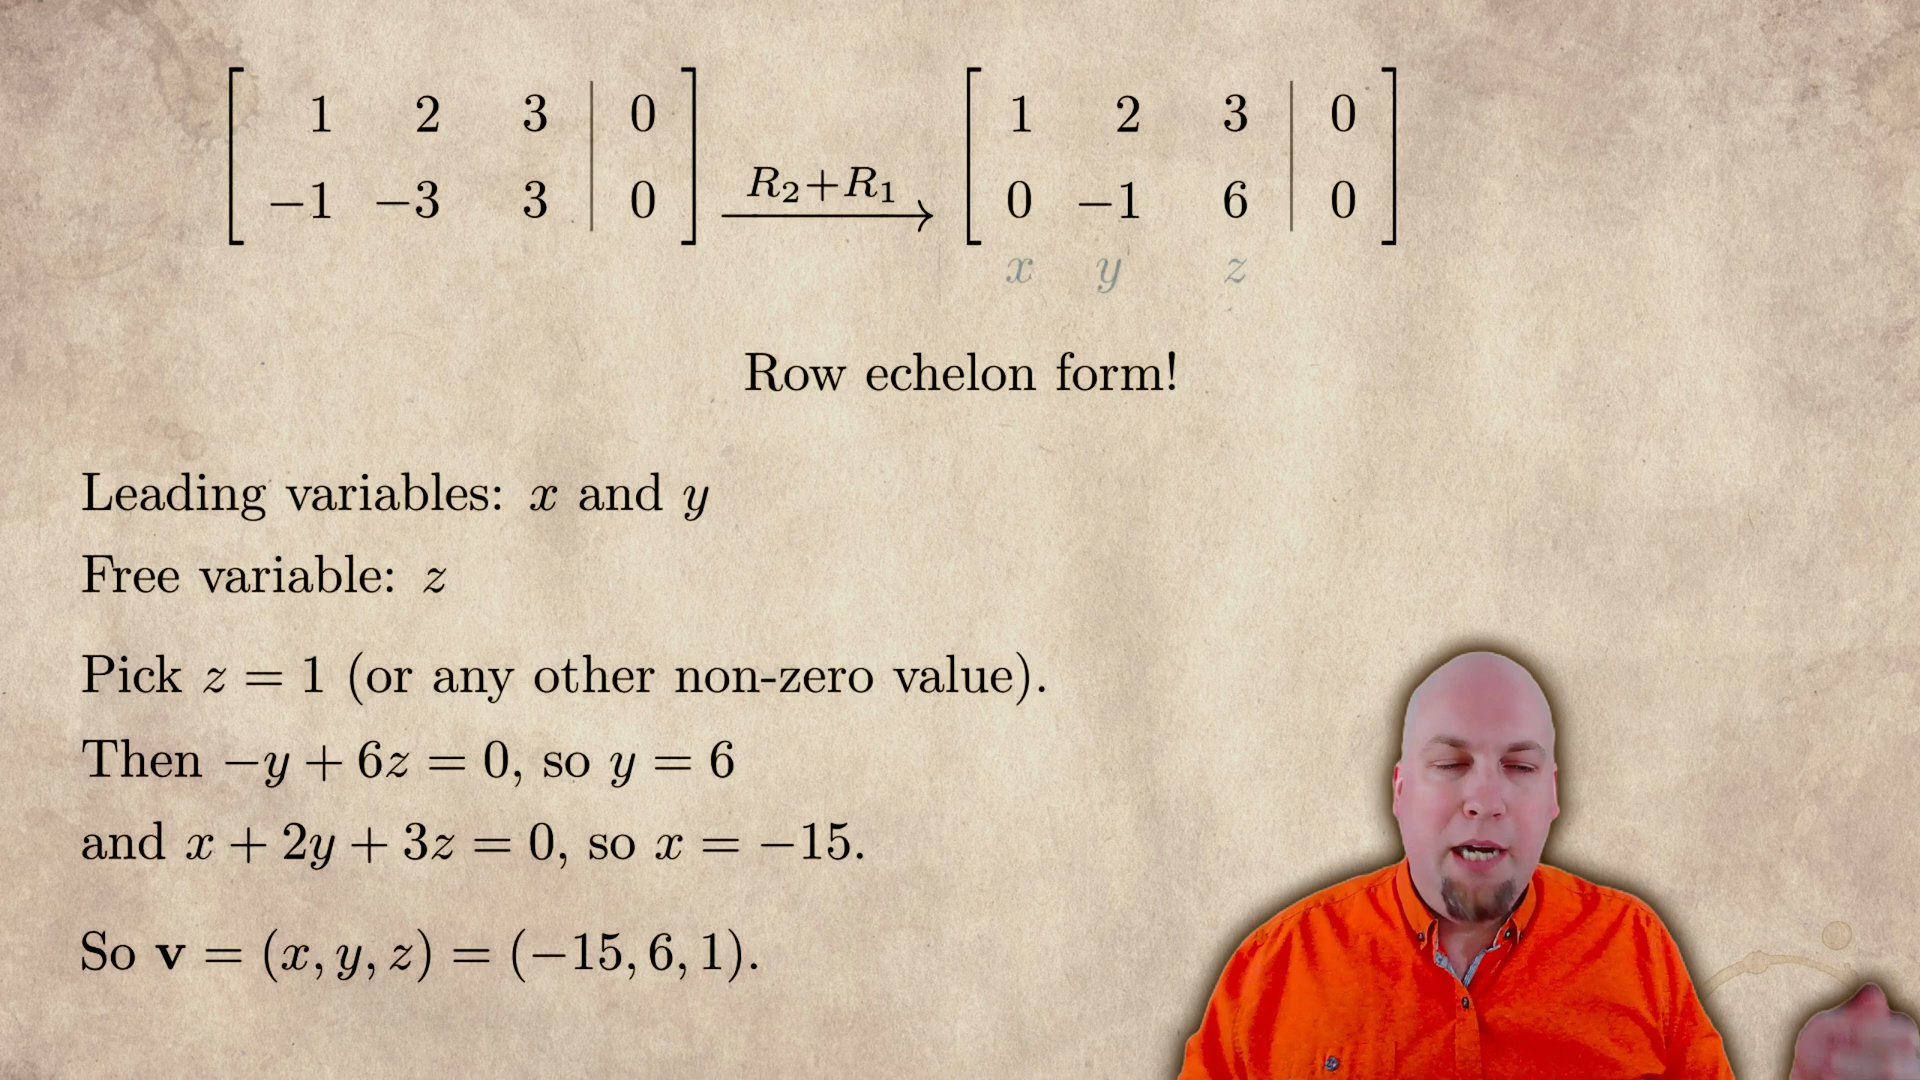 [ 1 2 3 | 0 ] [ 1 2 3 | 0 ]
[ −1 −3 3 | 0 ] R₂+R₁ → [ 0 −1 6 | 0 ]
x y z
Row echelon form!
Leading variables: x and y
Free variable: z
Pick z = 1 (or any other non-zero value).
Then −y + 6z = 0, so y = 6
and x + 2y + 3z = 0, so x = −15.
So v = (x, y, z) = (−15, 6, 1).